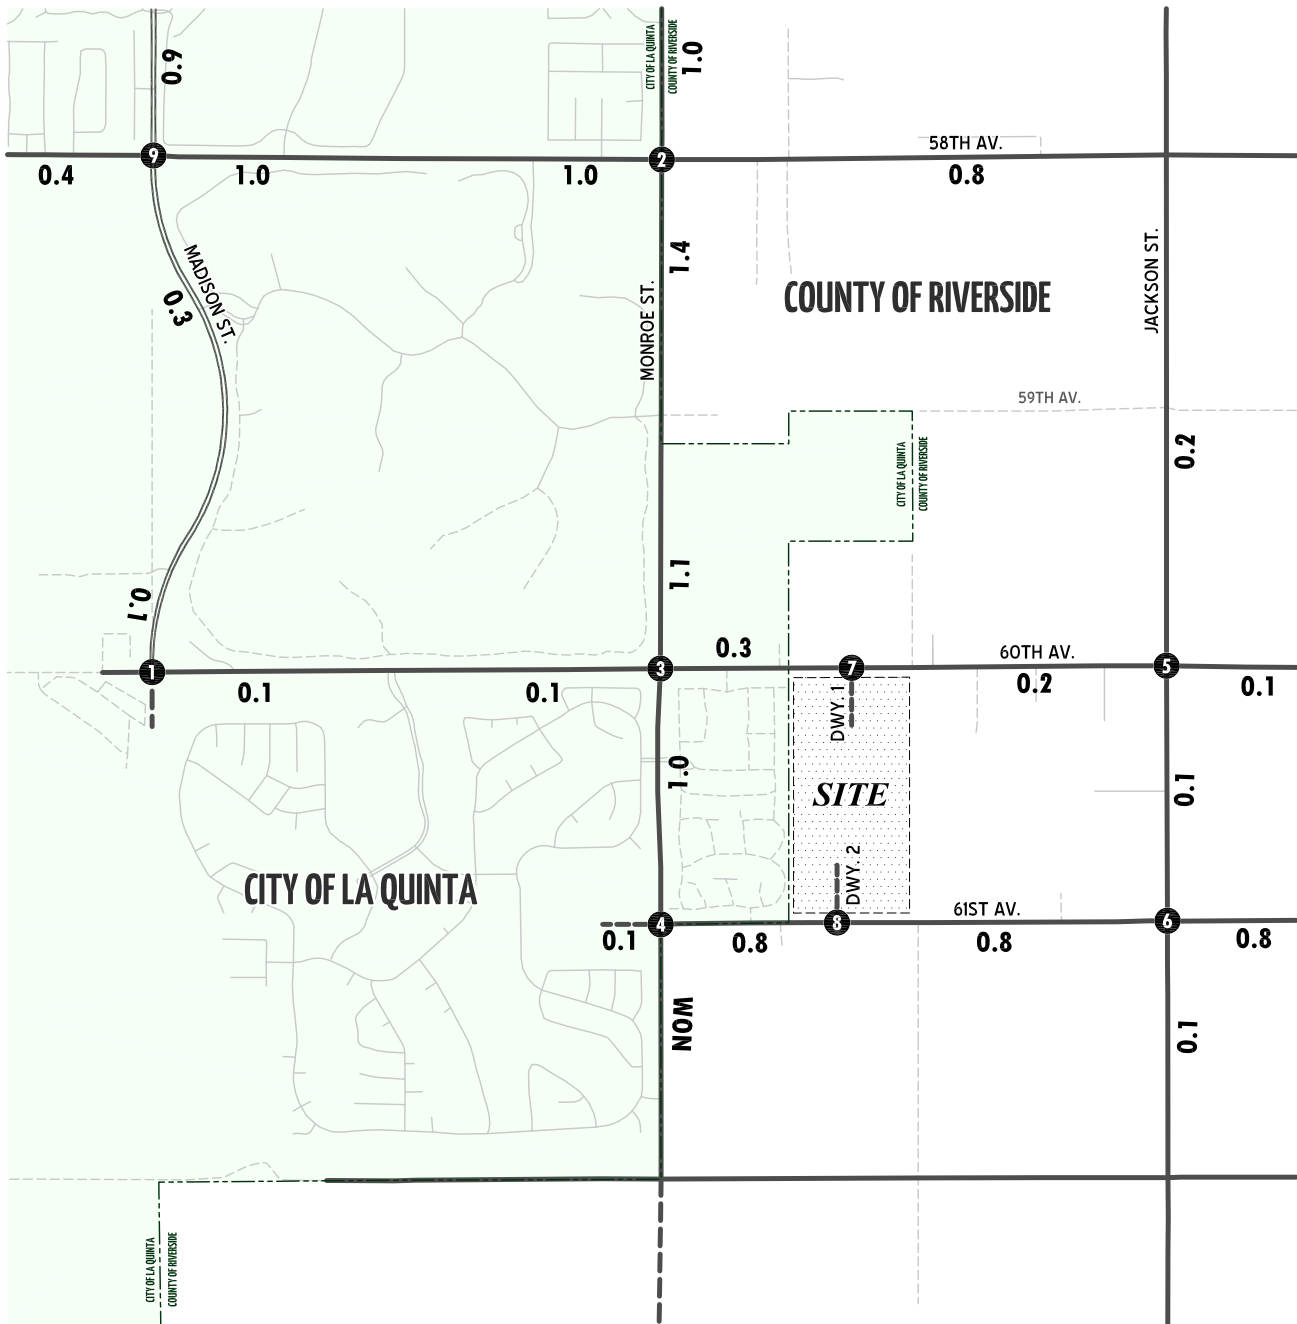 CITY OF LA QUINTA
COUNTY OF RIVERSIDE
0.9
1.0
9
2
58TH AV.
0.4
1.0
1.0
0.8
MADISON ST.
0.3
MONROE ST.
1.4
COUNTY OF RIVERSIDE
JACKSON ST.
59TH AV.
CITY OF LA QUINTA
COUNTY OF RIVERSIDE
0.2
0.1
1.1
0.3
60TH AV.
1
3
7
5
0.1
0.1
0.2
0.1
DWY. 1
1.0
SITE
0.1
CITY OF LA QUINTA
DWY. 2
61ST AV.
4
8
6
0.1
0.8
0.8
0.8
NOM
0.1
CITY OF LA QUINTA
COUNTY OF RIVERSIDE